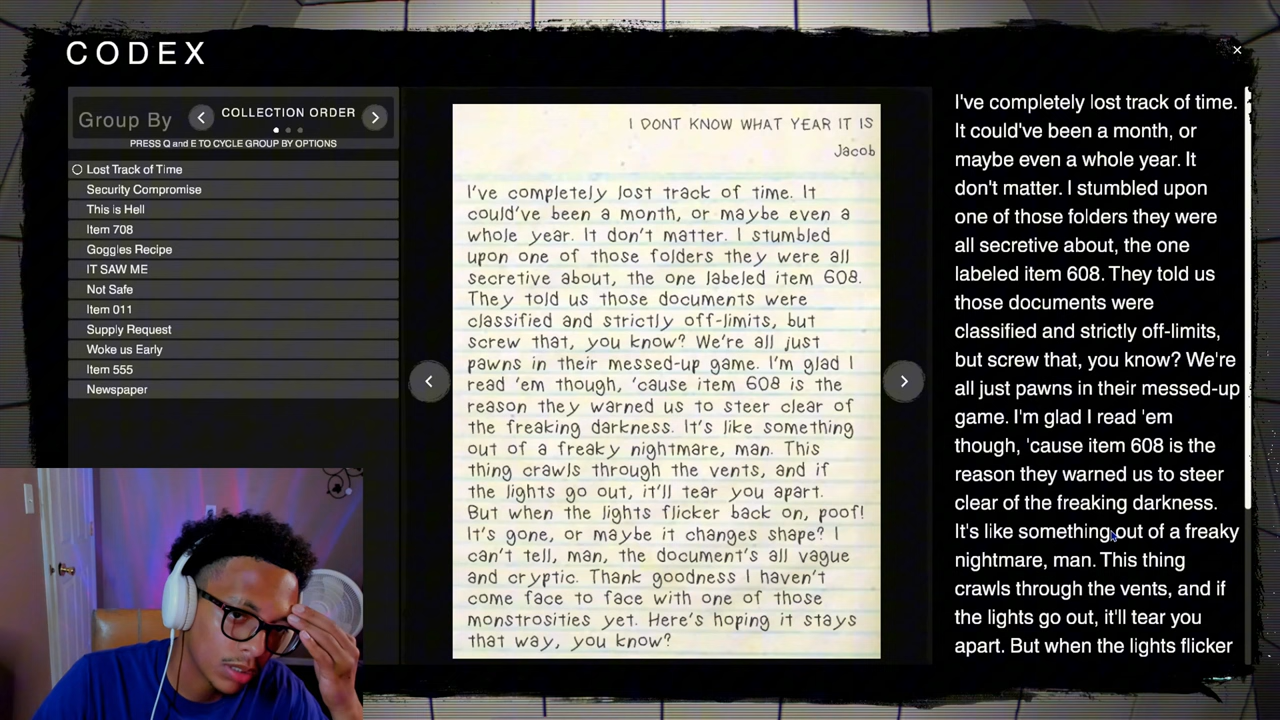 CODEX
×
Group By
COLLECTION ORDER
PRESS Q and E TO CYCLE GROUP BY OPTIONS
Lost Track of Time
Security Compromise
This is Hell
Item 708
Goggles Recipe
IT SAW ME
Not Safe
Item 011
Supply Request
Woke us Early
Item 555
Newspaper
I DONT KNOW WHAT YEAR IT IS
Jacob
I've completely lost track of time. It
could've been a month, or maybe even a
whole year. It don't matter. I stumbled
upon one of those folders they were all
secretive about, the one labeled item 608.
They told us those documents were
classified and strictly off-limits, but
screw that, you know? We're all just
pawns in their messed-up game. I'm glad I
read 'em though, 'cause item 608 is the
reason they warned us to steer clear of
the freaking darkness. It's like something
out of a freaky nightmare, man. This
thing crawls through the vents, and if
the lights go out, it'll tear you apart.
But when the lights flicker back on, poof!
It's gone, or maybe it changes shape? I
can't tell, man, the document's all vague
and cryptic. Thank goodness I haven't
come face to face with one of those
monstrosities yet. Here's hoping it stays
that way, you know?
I've completely lost track of time.
It could've been a month, or
maybe even a whole year. It
don't matter. I stumbled upon
one of those folders they were
all secretive about, the one
labeled item 608. They told us
those documents were
classified and strictly off-limits,
but screw that, you know? We're
all just pawns in their messed-up
game. I'm glad I read 'em
though, 'cause item 608 is the
reason they warned us to steer
clear of the freaking darkness.
It's like something out of a freaky
nightmare, man. This thing
crawls through the vents, and if
the lights go out, it'll tear you
apart. But when the lights flicker